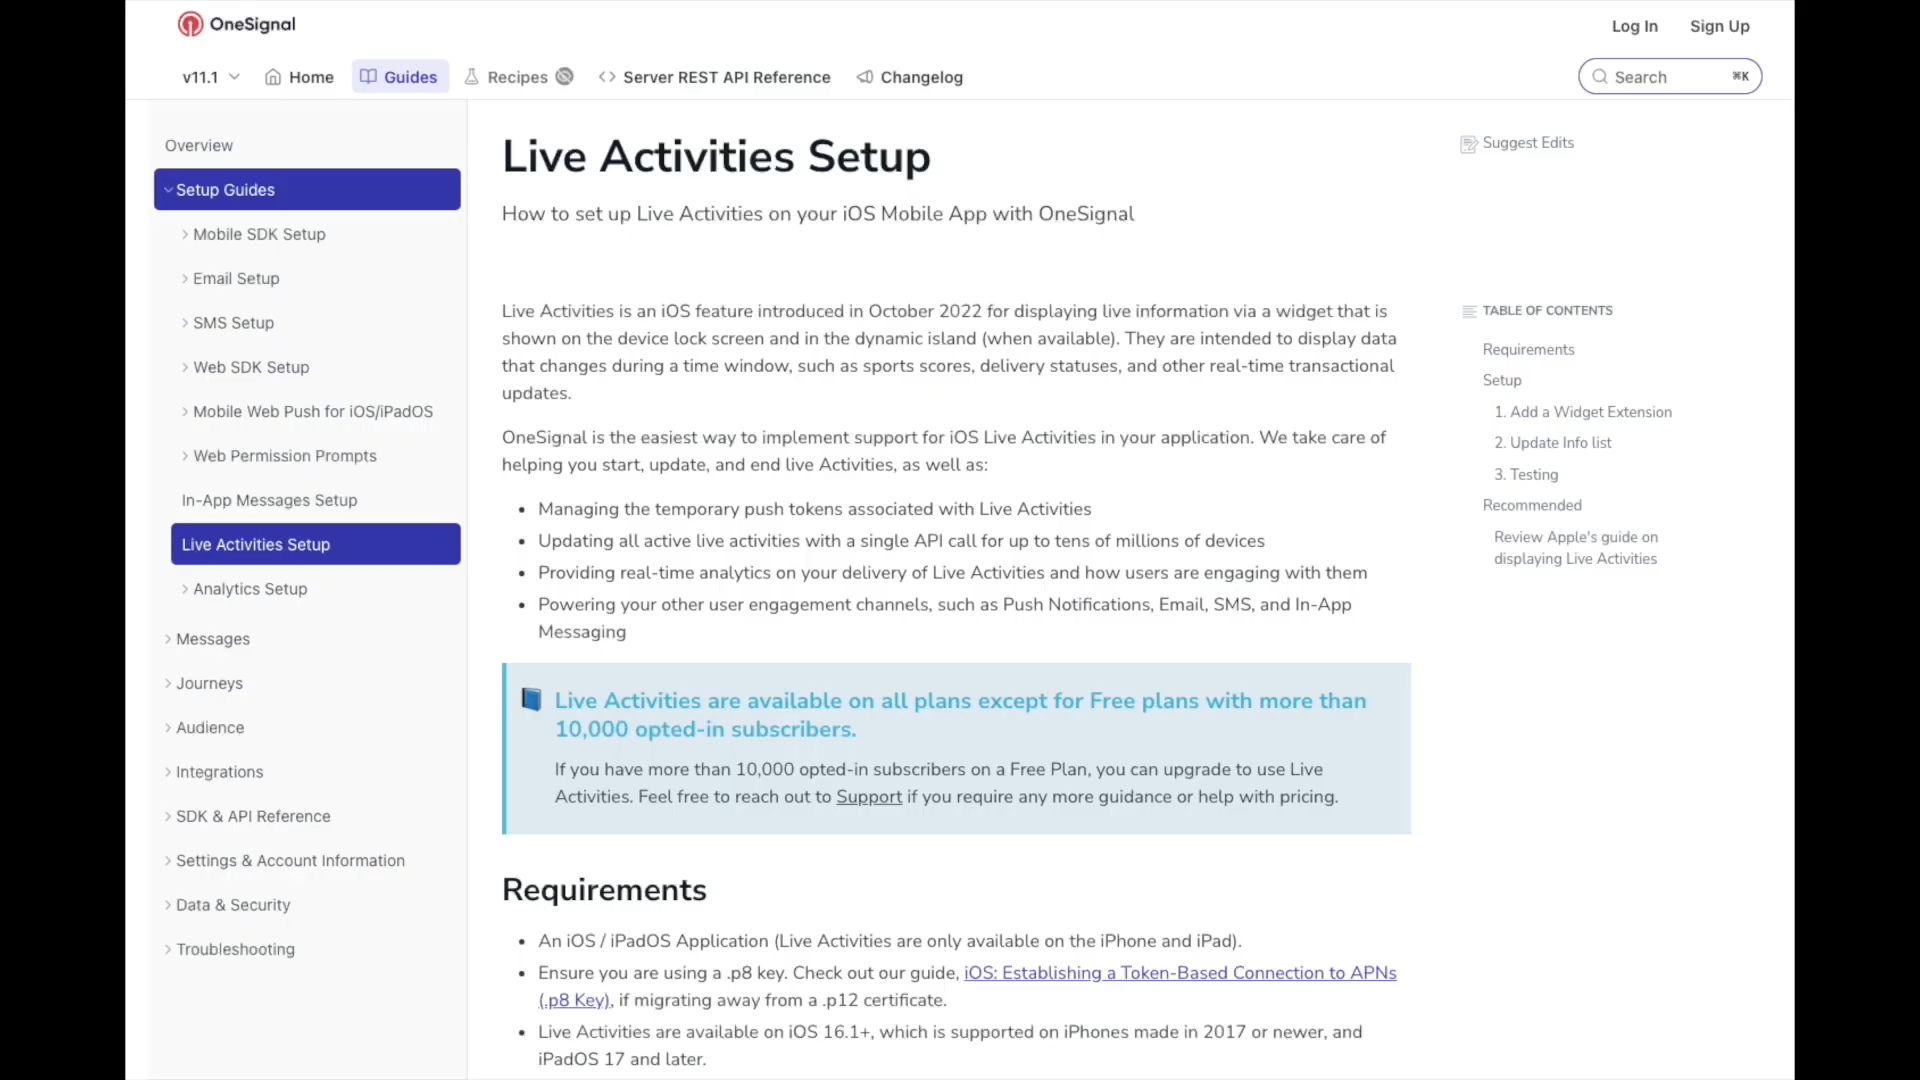 OneSignal
Log In
Sign Up
v11.1
Home
Guides
Recipes
Server REST API Reference
Changelog
Search
⌘K
Overview
Setup Guides
Mobile SDK Setup
Email Setup
SMS Setup
Web SDK Setup
Mobile Web Push for iOS/iPadOS
Web Permission Prompts
In-App Messages Setup
Live Activities Setup
Analytics Setup
Messages
Journeys
Audience
Integrations
SDK & API Reference
Settings & Account Information
Data & Security
Troubleshooting
Live Activities Setup
How to set up Live Activities on your iOS Mobile App with OneSignal
Live Activities is an iOS feature introduced in October 2022 for displaying live information via a widget that is
shown on the device lock screen and in the dynamic island (when available). They are intended to display data
that changes during a time window, such as sports scores, delivery statuses, and other real-time transactional
updates.
OneSignal is the easiest way to implement support for iOS Live Activities in your application. We take care of
helping you start, update, and end live Activities, as well as:
• Managing the temporary push tokens associated with Live Activities
• Updating all active live activities with a single API call for up to tens of millions of devices
• Providing real-time analytics on your delivery of Live Activities and how users are engaging with them
• Powering your other user engagement channels, such as Push Notifications, Email, SMS, and In-App
Messaging
Live Activities are available on all plans except for Free plans with more than
10,000 opted-in subscribers.
If you have more than 10,000 opted-in subscribers on a Free Plan, you can upgrade to use Live
Activities. Feel free to reach out to Support if you require any more guidance or help with pricing.
Requirements
• An iOS / iPadOS Application (Live Activities are only available on the iPhone and iPad).
• Ensure you are using a .p8 key. Check out our guide, iOS: Establishing a Token-Based Connection to APNs
(.p8 Key), if migrating away from a .p12 certificate.
• Live Activities are available on iOS 16.1+, which is supported on iPhones made in 2017 or newer, and
iPadOS 17 and later.
Suggest Edits
TABLE OF CONTENTS
Requirements
Setup
1. Add a Widget Extension
2. Update Info list
3. Testing
Recommended
Review Apple's guide on
displaying Live Activities